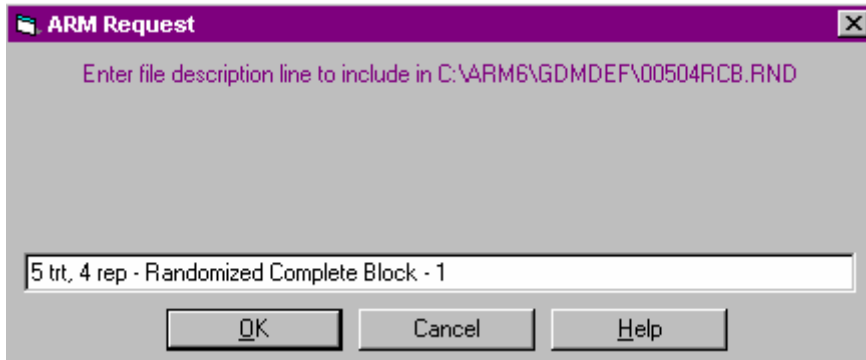 ARM Request
Enter file description line to include in C:\ARM6\GDMDEF\00504RCB.RND
5 trt, 4 rep - Randomized Complete Block - 1
OK Cancel Help